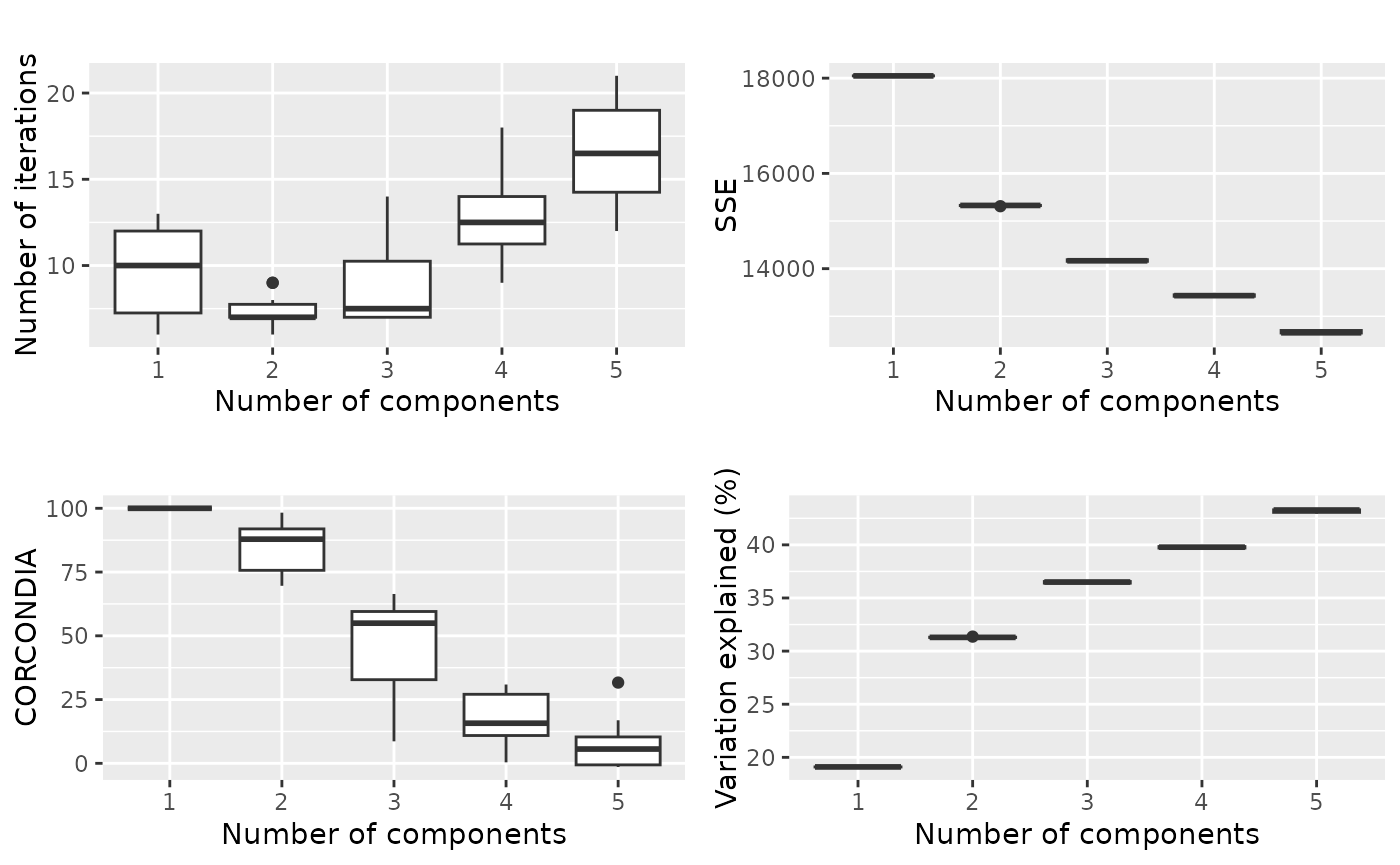 Number of iterations
20
15
10
1 2 3 4 5
Number of components
SSE
18000
16000
14000
1 2 3 4 5
Number of components
CORCONDIA
100
75
50
25
0
1 2 3 4 5
Number of components
Variation explained (%)
40
35
30
25
20
1 2 3 4 5
Number of components